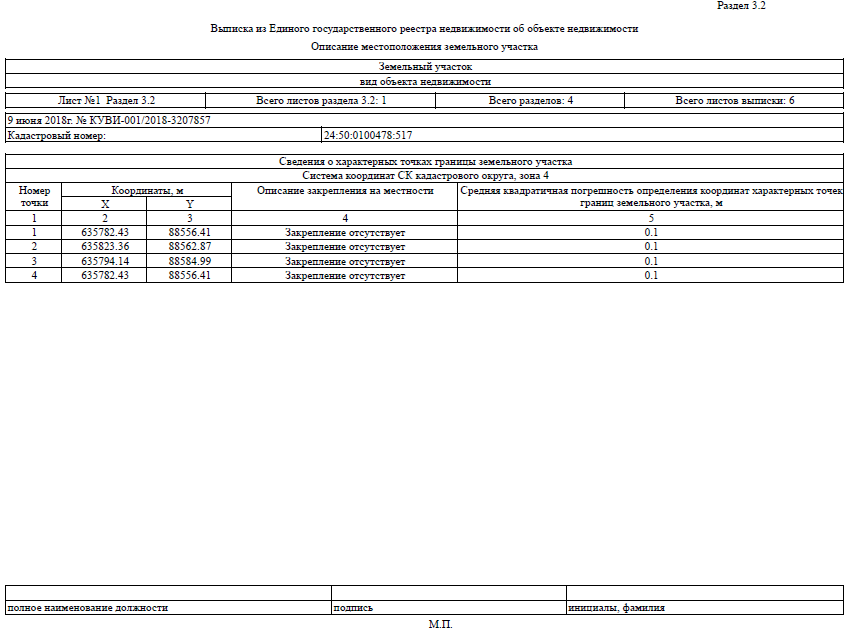 Раздел 3.2
Выписка из Единого государственного реестра недвижимости об объекте недвижимости
Описание местоположения земельного участка
Земельный участок
вид объекта недвижимости
Лист №1 Раздел 3.2 Всего листов раздела 3.2: 1 Всего разделов: 4 Всего листов выписки: 6
9 июня 2018г. № КУВИ-001/2018-3207857
Кадастровый номер: 24:50:0100478:517
Сведения о характерных точках границы земельного участка
Система координат СК кадастрового округа, зона 4
Номер точки Координаты, м Описание закрепления на местности Средняя квадратичная погрешность определения координат характерных точек границ земельного участка, м
X Y
1 2 3 4 5
1 635782.43 88556.41 Закрепление отсутствует 0.1
2 635823.36 88562.87 Закрепление отсутствует 0.1
3 635794.14 88584.99 Закрепление отсутствует 0.1
4 635782.43 88556.41 Закрепление отсутствует 0.1
полное наименование должности подпись инициалы, фамилия
М.П.